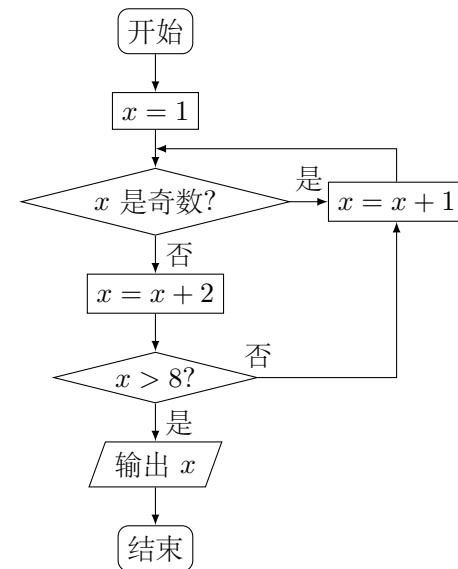 开始
x = 1
x 是奇数?
是
x = x + 1
否
x = x + 2
x > 8?
否
是
输出 x
结束